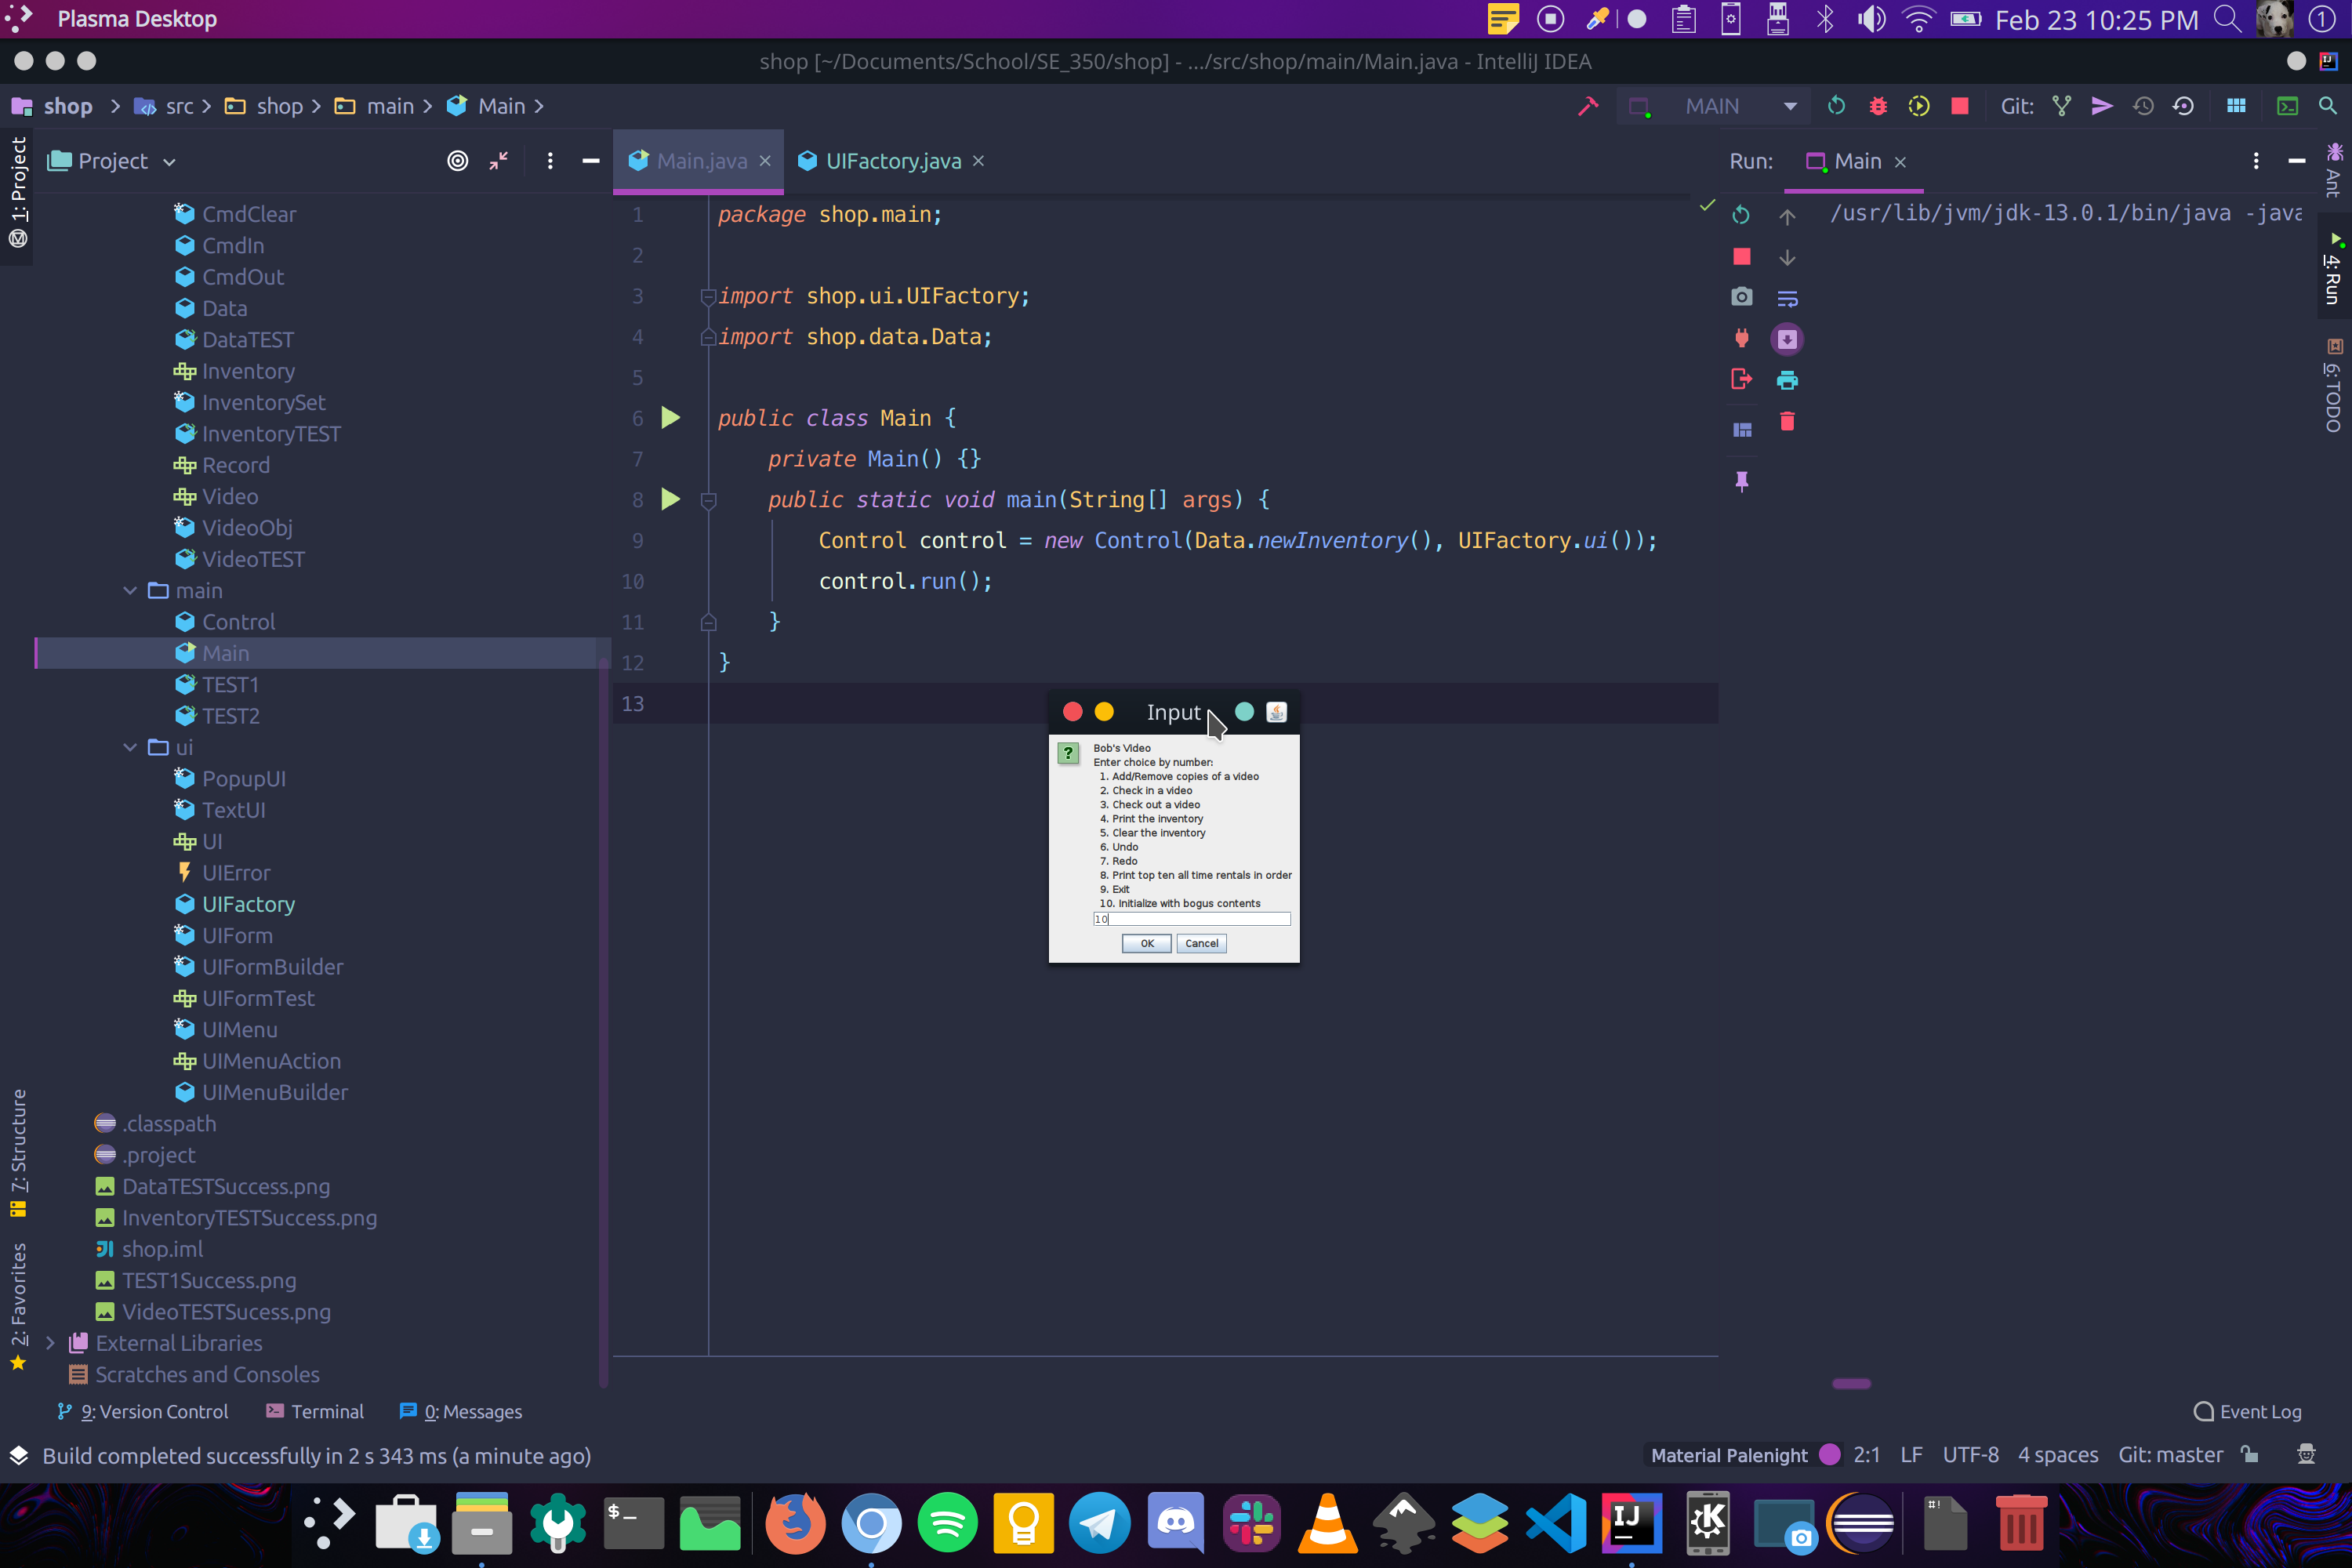 Plasma Desktop
Feb 23 10:25 PM
1
shop [~/Documents/School/SE_350/shop] - .../src/shop/main/Main.java - IntelliJ IDEA
shop > src > shop > main > Main >
MAIN
Git:
1: Project
Project
Main.java
UIFactory.java
Run:
Main
Ant
4: Run
6: TODO
CmdClear
CmdIn
CmdOut
Data
DataTEST
Inventory
InventorySet
InventoryTEST
Record
Video
VideoObj
VideoTEST
main
Control
Main
TEST1
TEST2
ui
PopupUI
TextUI
UI
UIError
UIFactory
UIForm
UIFormBuilder
UIFormTest
UIMenu
UIMenuAction
UIMenuBuilder
.classpath
.project
DataTESTSuccess.png
InventoryTESTSuccess.png
shop.iml
TEST1Success.png
VideoTESTSucess.png
External Libraries
Scratches and Consoles
7: Structure
2: Favorites
1 package shop.main;
2
3 import shop.ui.UIFactory;
4 import shop.data.Data;
5
6 public class Main {
7 private Main() {}
8 public static void main(String[] args) {
9 Control control = new Control(Data.newInventory(), UIFactory.ui());
10 control.run();
11 }
12 }
13
/usr/lib/jvm/jdk-13.0.1/bin/java -java
Input
?
Bob's Video
Enter choice by number:
1. Add/Remove copies of a video
2. Check in a video
3. Check out a video
4. Print the inventory
5. Clear the inventory
6. Undo
7. Redo
8. Print top ten all time rentals in order
9. Exit
10. Initialize with bogus contents
10
OK
Cancel
9: Version Control
Terminal
0: Messages
Event Log
Build completed successfully in 2 s 343 ms (a minute ago)
Material Palenight
2:1 LF UTF-8 4 spaces Git: master
$_
IJ
K
#!